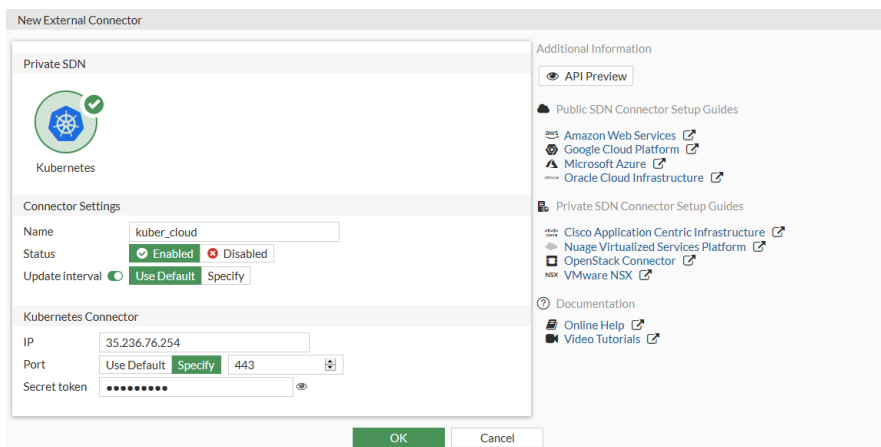 New External Connector
Private SDN
Kubernetes
Connector Settings
Name kuber_cloud
Status Enabled Disabled
Update interval Use Default Specify
Kubernetes Connector
IP 35.236.76.254
Port Use Default Specify 443
Secret token •••••••••
OK Cancel
Additional Information
API Preview
Public SDN Connector Setup Guides
aws Amazon Web Services
Google Cloud Platform
Microsoft Azure
Oracle Cloud Infrastructure
Private SDN Connector Setup Guides
Cisco Application Centric Infrastructure
Nuage Virtualized Services Platform
OpenStack Connector
NSX VMware NSX
Documentation
Online Help
Video Tutorials